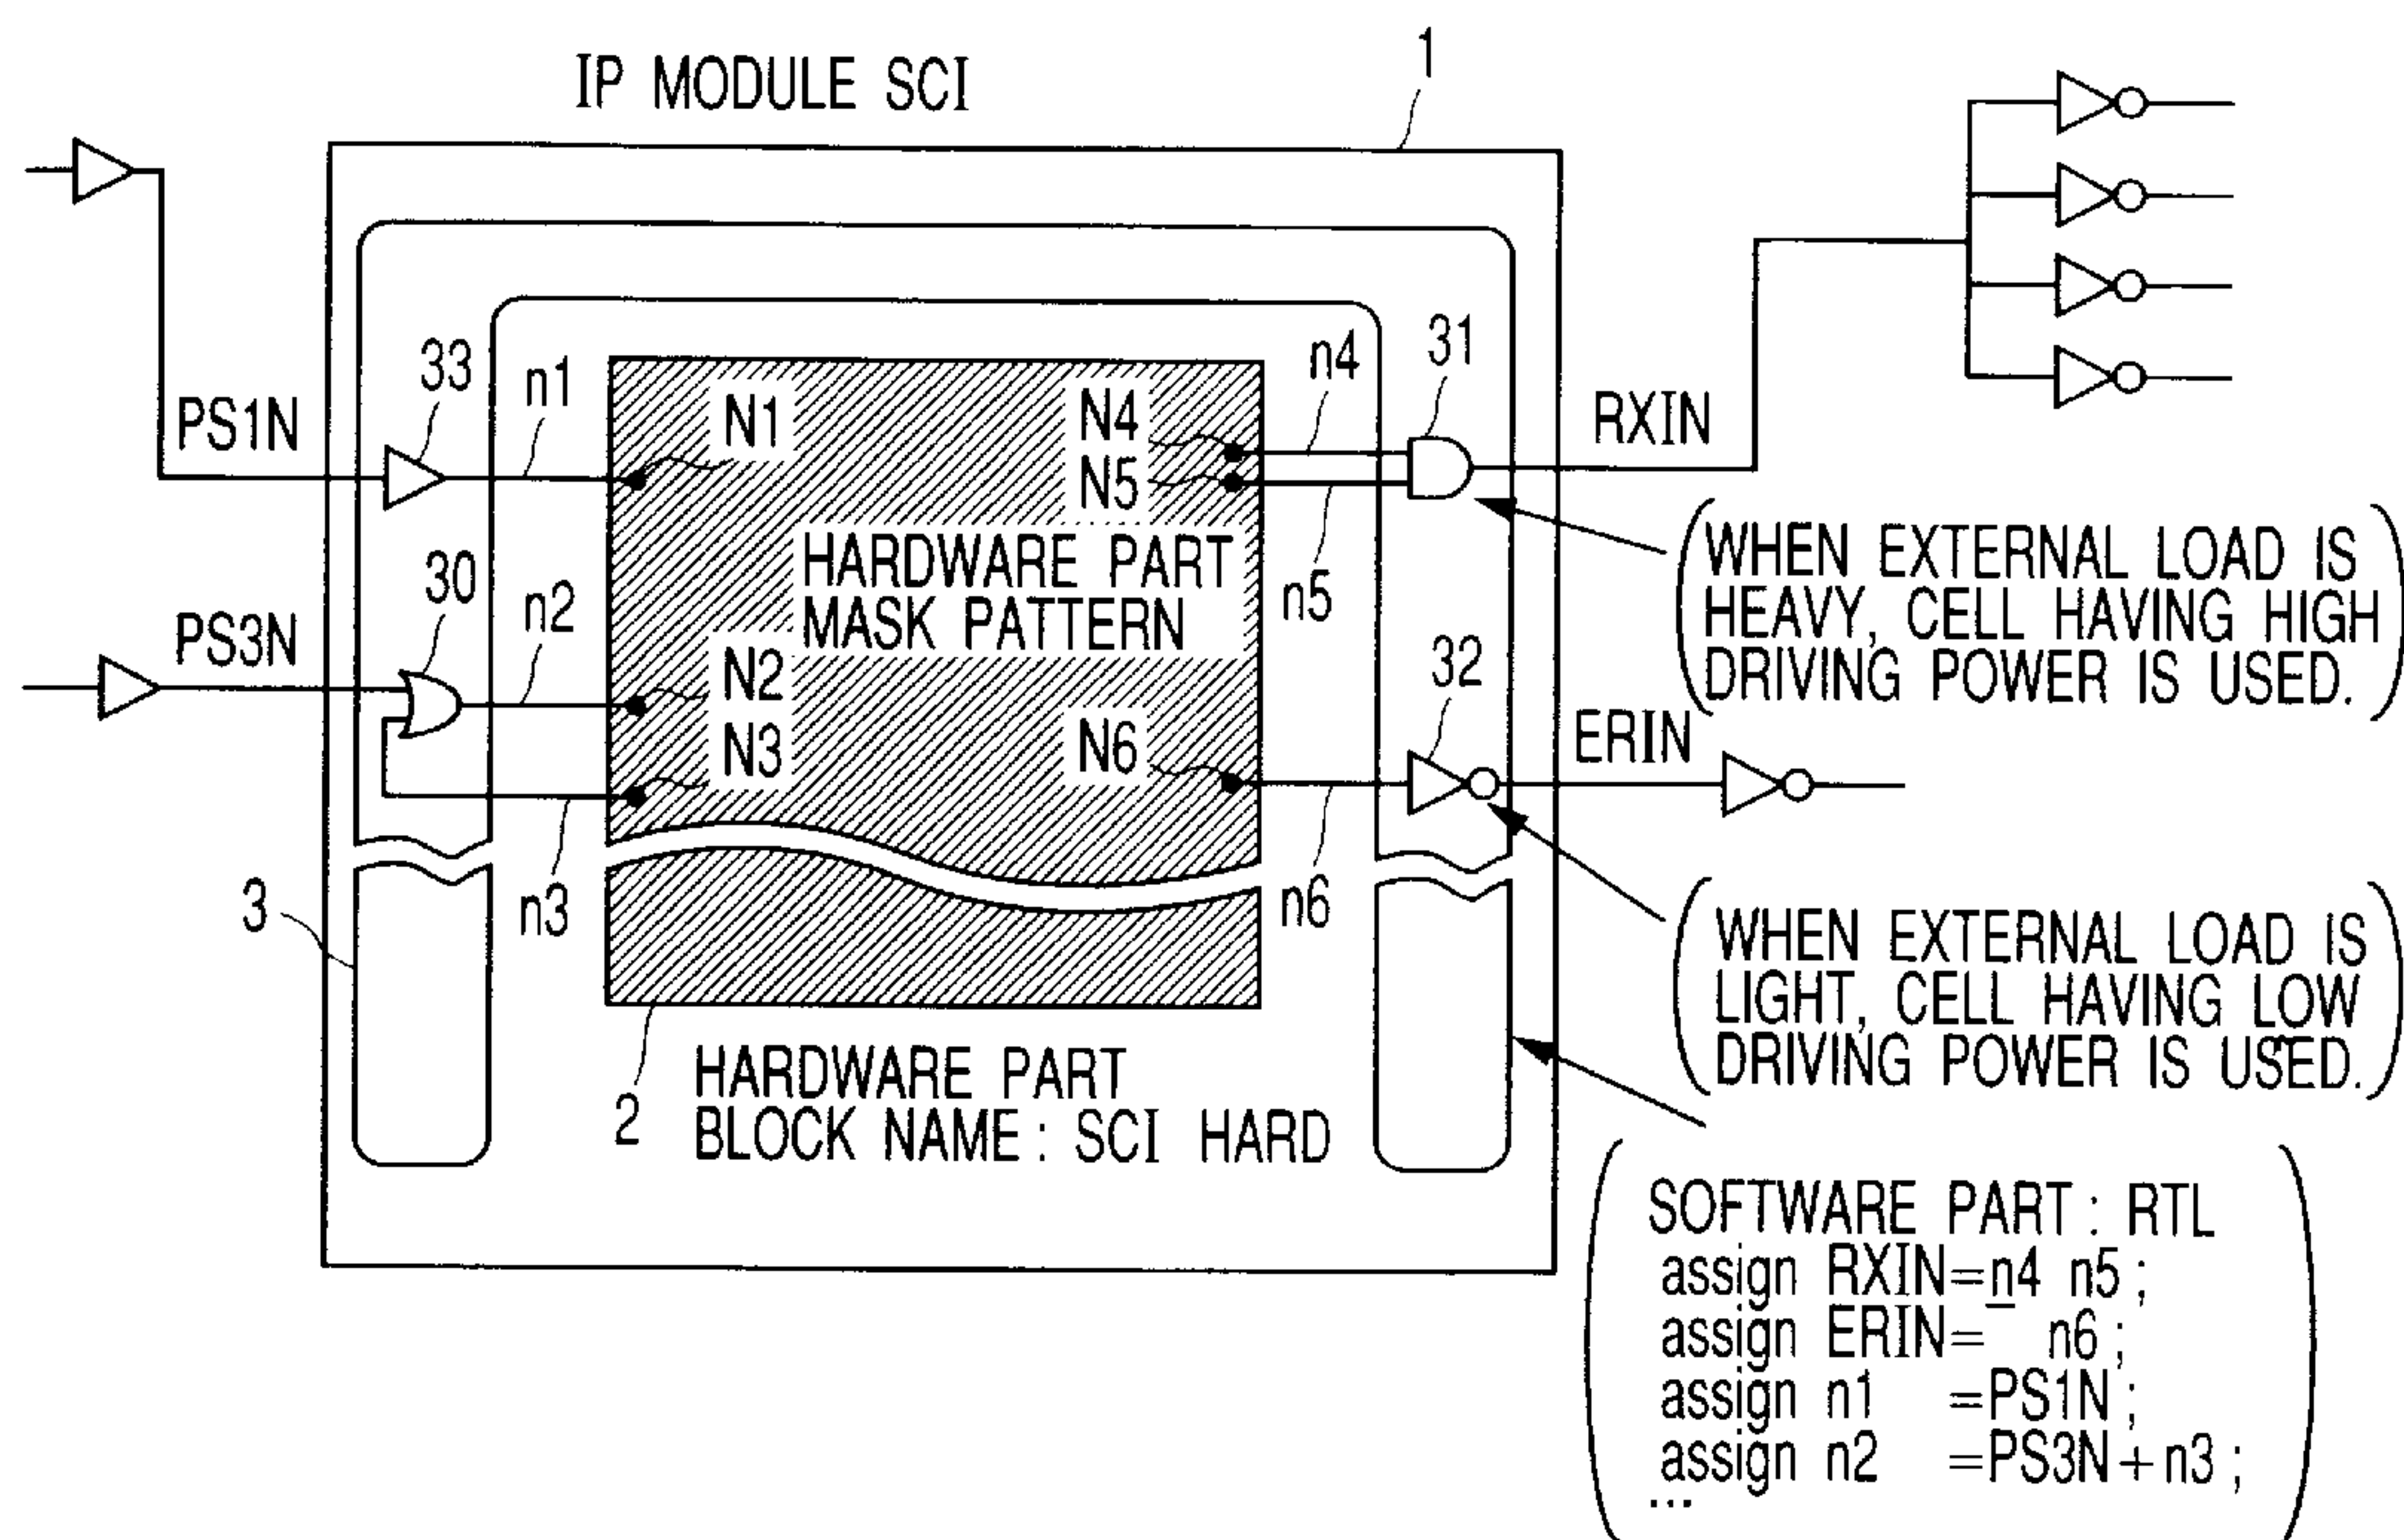 IP MODULE SCI
1
33
n1
N1
N4
n4
31
PS1N
RXIN
N5
HARDWARE PART
MASK PATTERN
n5
WHEN EXTERNAL LOAD IS
HEAVY, CELL HAVING HIGH
DRIVING POWER IS USED.
30
n2
PS3N
N2
32
N3
N6
ERIN
3
n3
n6
WHEN EXTERNAL LOAD IS
LIGHT, CELL HAVING LOW
DRIVING POWER IS USED.
2
HARDWARE PART
BLOCK NAME : SCI HARD
SOFTWARE PART : RTL
assign RXIN=n4 n5 ;
assign ERIN=‾ n6 ;
assign n1 =PS1N ;
assign n2 =PS3N+n3 ;
...